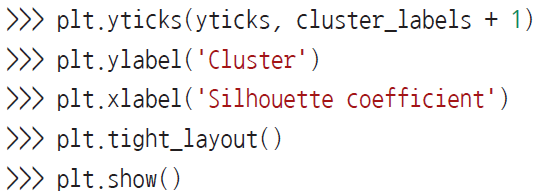 >>> plt.yticks(yticks, cluster_labels + 1)
>>> plt.ylabel('Cluster')
>>> plt.xlabel('Silhouette coefficient')
>>> plt.tight_layout()
>>> plt.show()